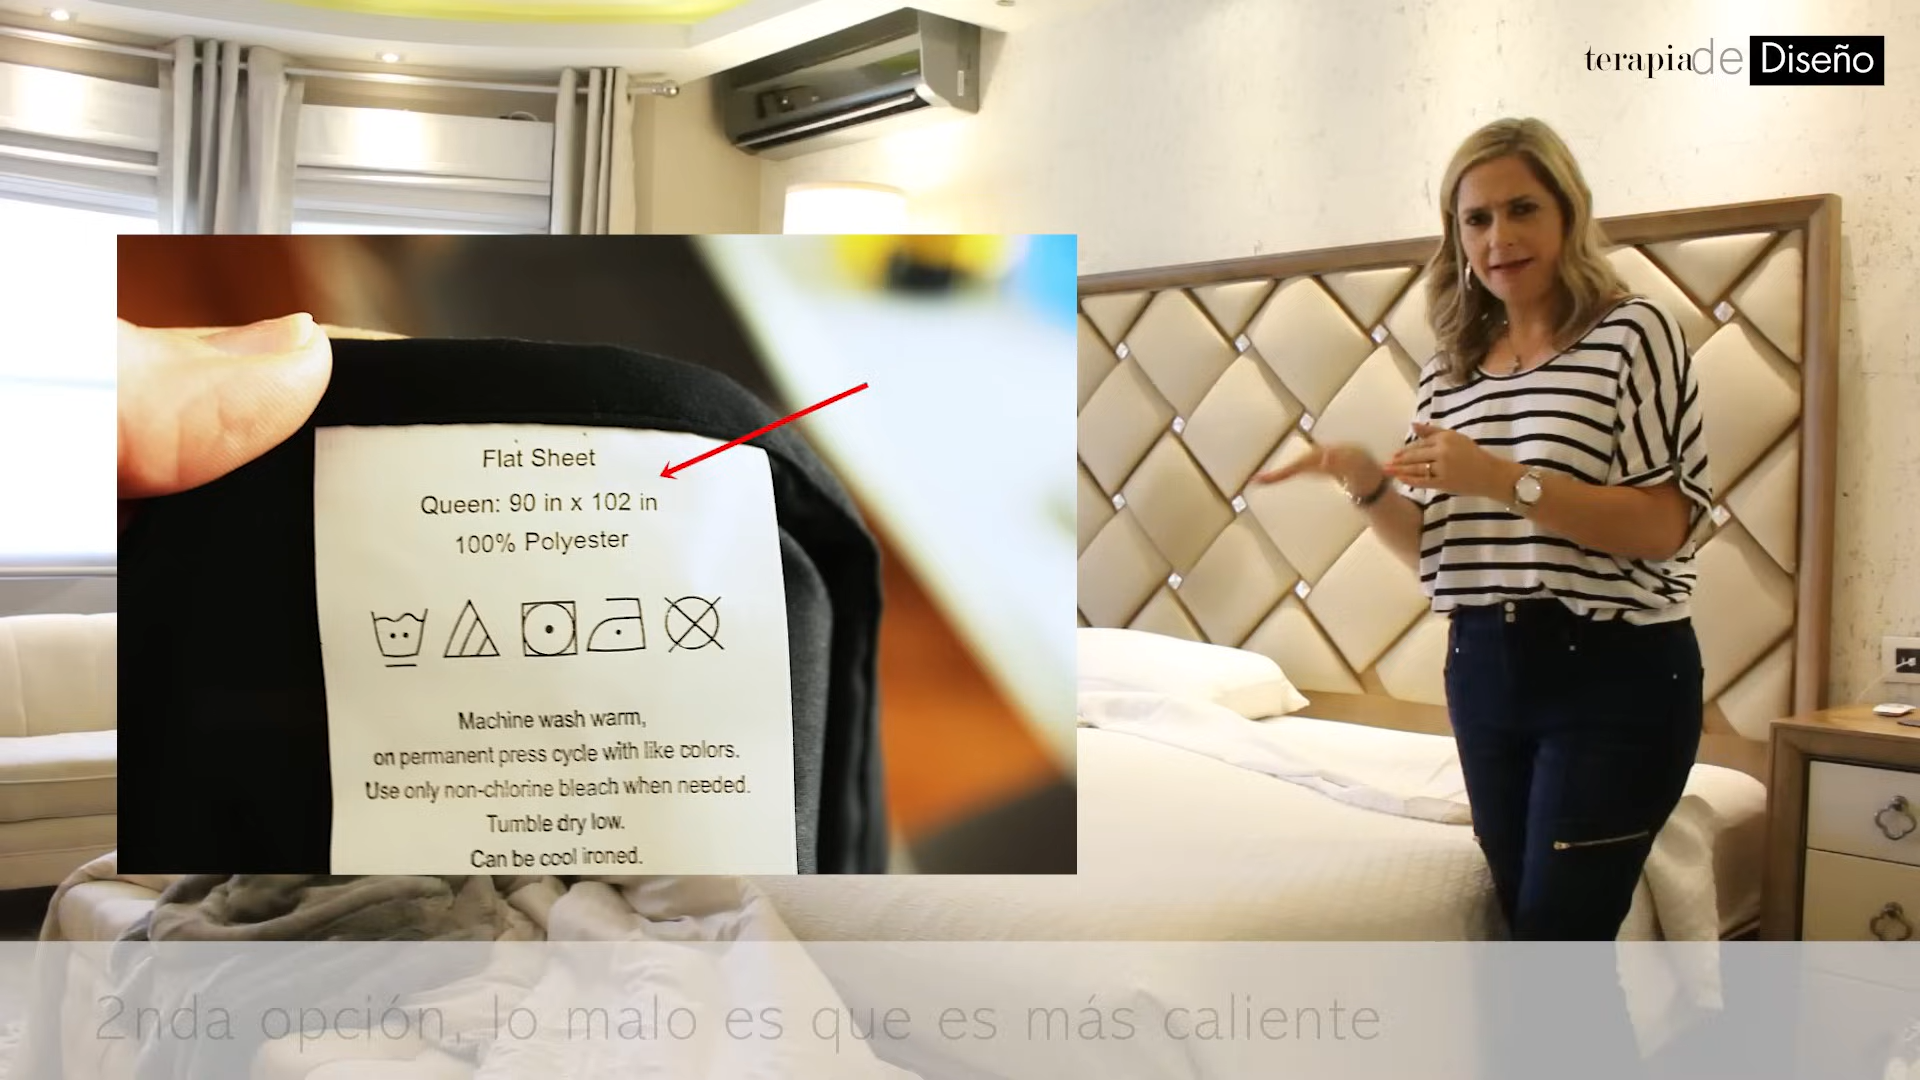 terapiade Diseño
Flat Sheet
Queen: 90 in x 102 in
100% Polyester
Machine wash warm,
on permanent press cycle with like colors.
Use only non-chlorine bleach when needed.
Tumble dry low.
Can be cool ironed.
2nda opción, lo malo es que es más caliente